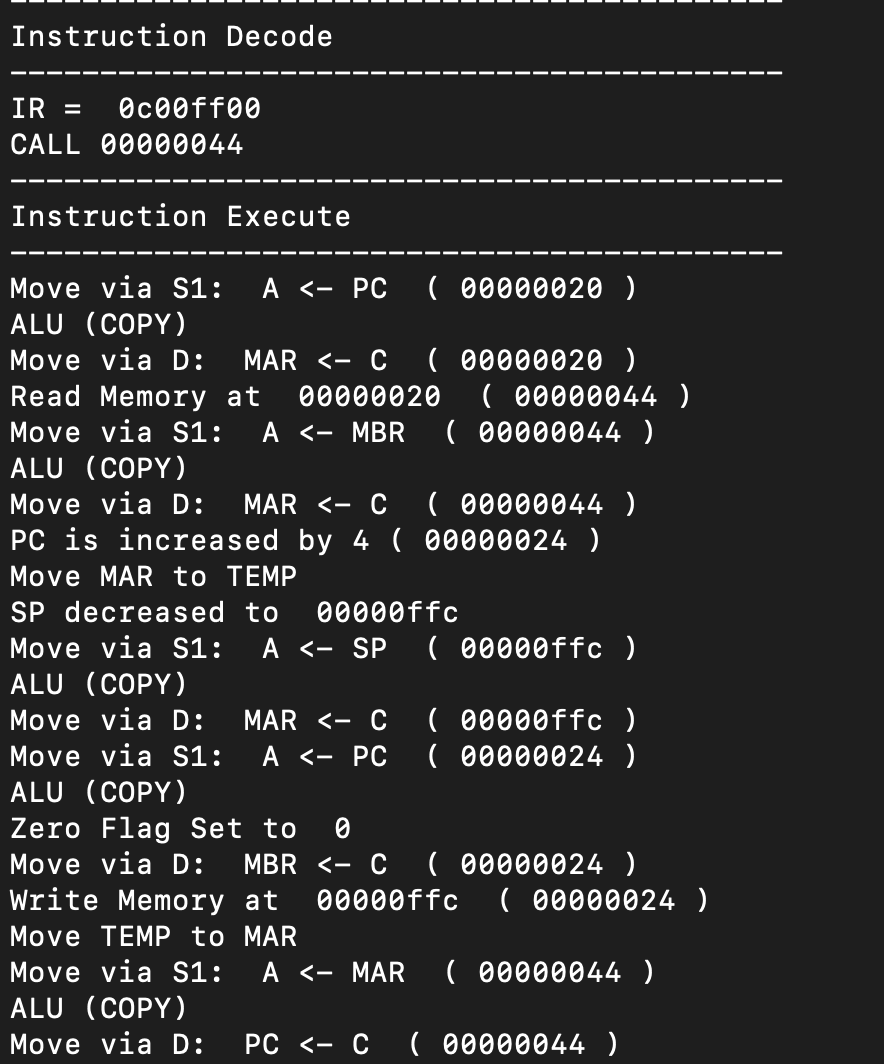 -------------------------------------------
Instruction Decode
-------------------------------------------
IR =  0c00ff00
CALL 00000044
-------------------------------------------
Instruction Execute
-------------------------------------------
Move via S1:  A <- PC  ( 00000020 )
ALU (COPY)
Move via D:  MAR <- C  ( 00000020 )
Read Memory at  00000020  ( 00000044 )
Move via S1:  A <- MBR  ( 00000044 )
ALU (COPY)
Move via D:  MAR <- C  ( 00000044 )
PC is increased by 4 ( 00000024 )
Move MAR to TEMP
SP decreased to  00000ffc
Move via S1:  A <- SP  ( 00000ffc )
ALU (COPY)
Move via D:  MAR <- C  ( 00000ffc )
Move via S1:  A <- PC  ( 00000024 )
ALU (COPY)
Zero Flag Set to  0
Move via D:  MBR <- C  ( 00000024 )
Write Memory at  00000ffc  ( 00000024 )
Move TEMP to MAR
Move via S1:  A <- MAR  ( 00000044 )
ALU (COPY)
Move via D:  PC <- C  ( 00000044 )